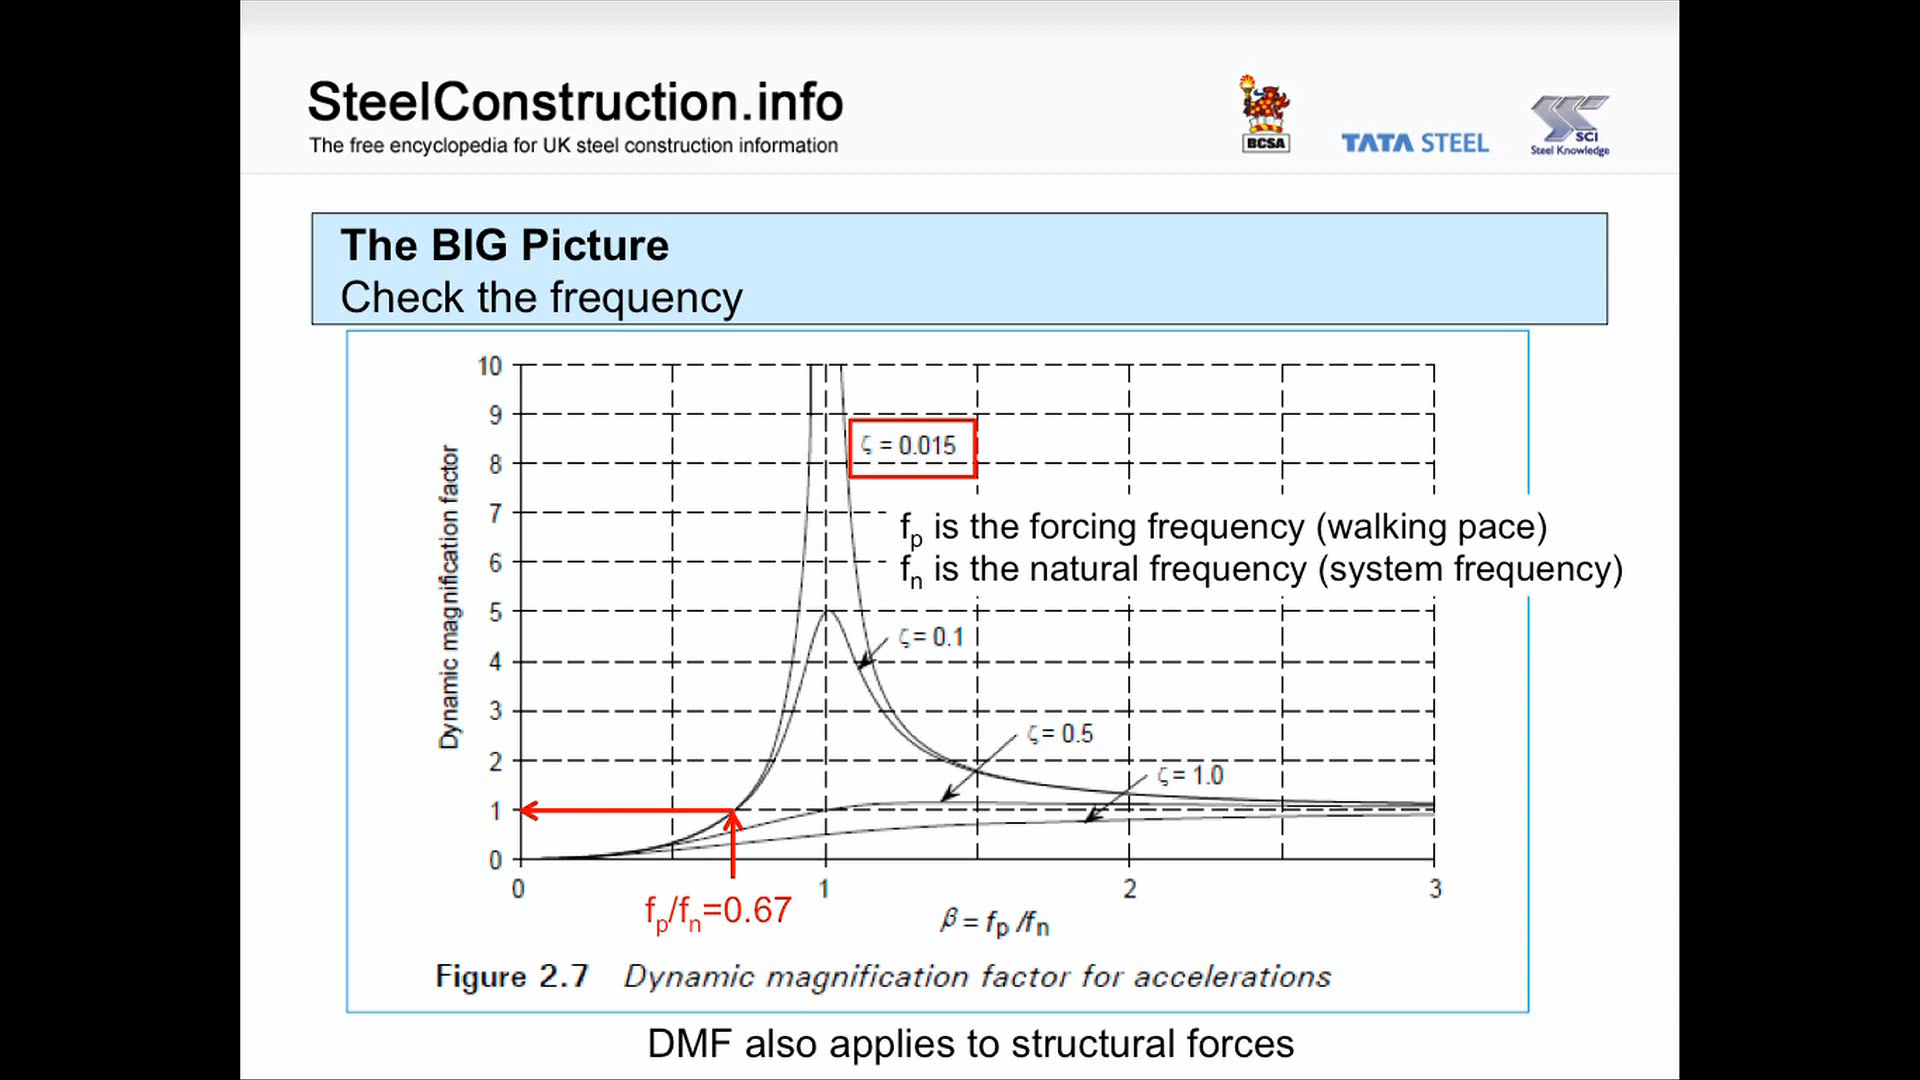 SteelConstruction.info
The free encyclopedia for UK steel construction information
BCSA
TATA STEEL
SCI
Steel Knowledge
The BIG Picture
Check the frequency
10
9
8
7
6
5
4
3
2
1
0
Dynamic magnification factor
ζ = 0.015
fp is the forcing frequency (walking pace)
fn is the natural frequency (system frequency)
ζ = 0.1
ζ = 0.5
ζ = 1.0
0
1
2
3
fp/fn=0.67
β = fp /fn
Figure 2.7 Dynamic magnification factor for accelerations
DMF also applies to structural forces